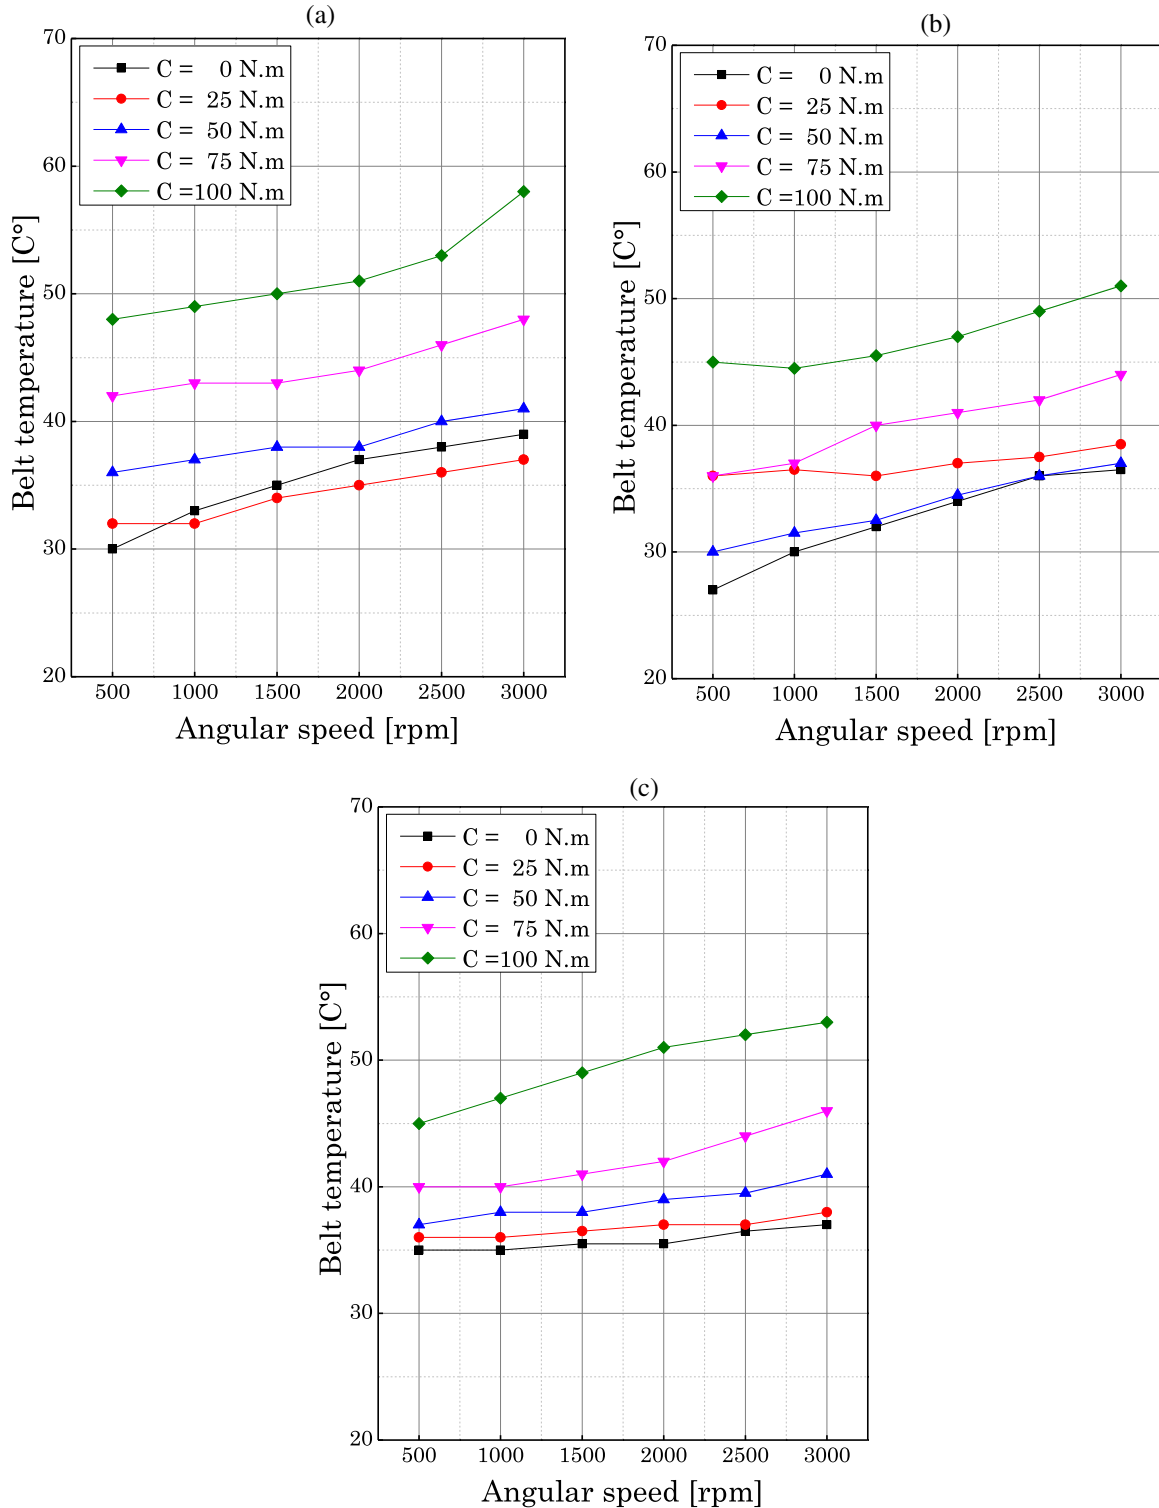 (a)
70
60
50
40
30
20
Belt temperature [C°]
C = 0 N.m
C = 25 N.m
C = 50 N.m
C = 75 N.m
C =100 N.m
500 1000 1500 2000 2500 3000
Angular speed [rpm]
(b)
70
60
50
40
30
20
Belt temperature [C°]
C = 0 N.m
C = 25 N.m
C = 50 N.m
C = 75 N.m
C =100 N.m
500 1000 1500 2000 2500 3000
Angular speed [rpm]
(c)
70
60
50
40
30
20
Belt temperature [C°]
C = 0 N.m
C = 25 N.m
C = 50 N.m
C = 75 N.m
C =100 N.m
500 1000 1500 2000 2500 3000
Angular speed [rpm]